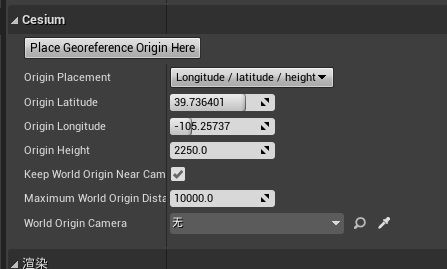 Cesium
Place Georeference Origin Here
Origin Placement Longitude / latitude / height
Origin Latitude 39.736401
Origin Longitude -105.25737
Origin Height 2250.0
Keep World Origin Near Cam
Maximum World Origin Dista 10000.0
World Origin Camera 无
渲染